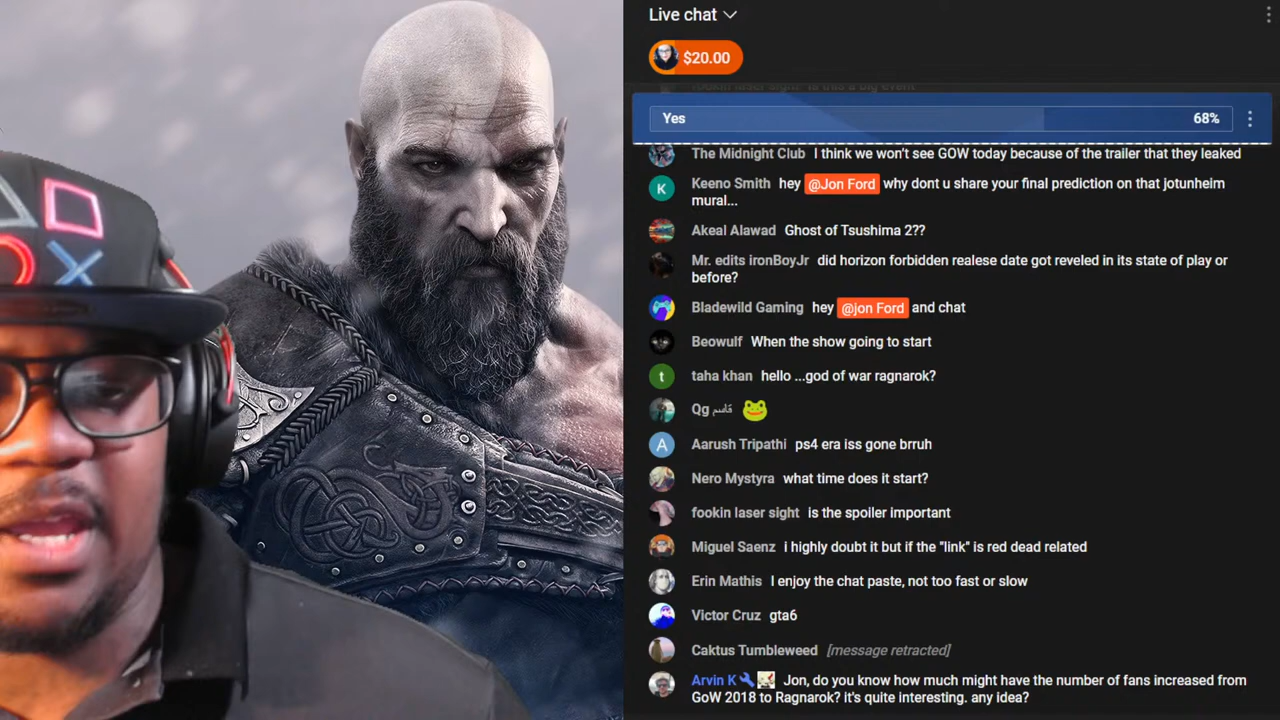 Live chat
$20.00
Yes 68%
The Midnight Club I think we won't see GOW today because of the trailer that they leaked
K Keeno Smith hey @Jon Ford why dont u share your final prediction on that jotunheim
mural...
Akeal Alawad Ghost of Tsushima 2??
Mr. edits ironBoyJr did horizon forbidden realese date got reveled in its state of play or
before?
Bladewild Gaming hey @jon Ford and chat
Beowulf When the show going to start
t taha khan hello ...god of war ragnarok?
Qg قاسم
A Aarush Tripathi ps4 era iss gone brruh
Nero Mystyra what time does it start?
fookin laser sight is the spoiler important
Miguel Saenz i highly doubt it but if the "link" is red dead related
Erin Mathis I enjoy the chat paste, not too fast or slow
Victor Cruz gta6
Caktus Tumbleweed [message retracted]
Arvin K Jon, do you know how much might have the number of fans increased from
GoW 2018 to Ragnarok? it's quite interesting. any idea?